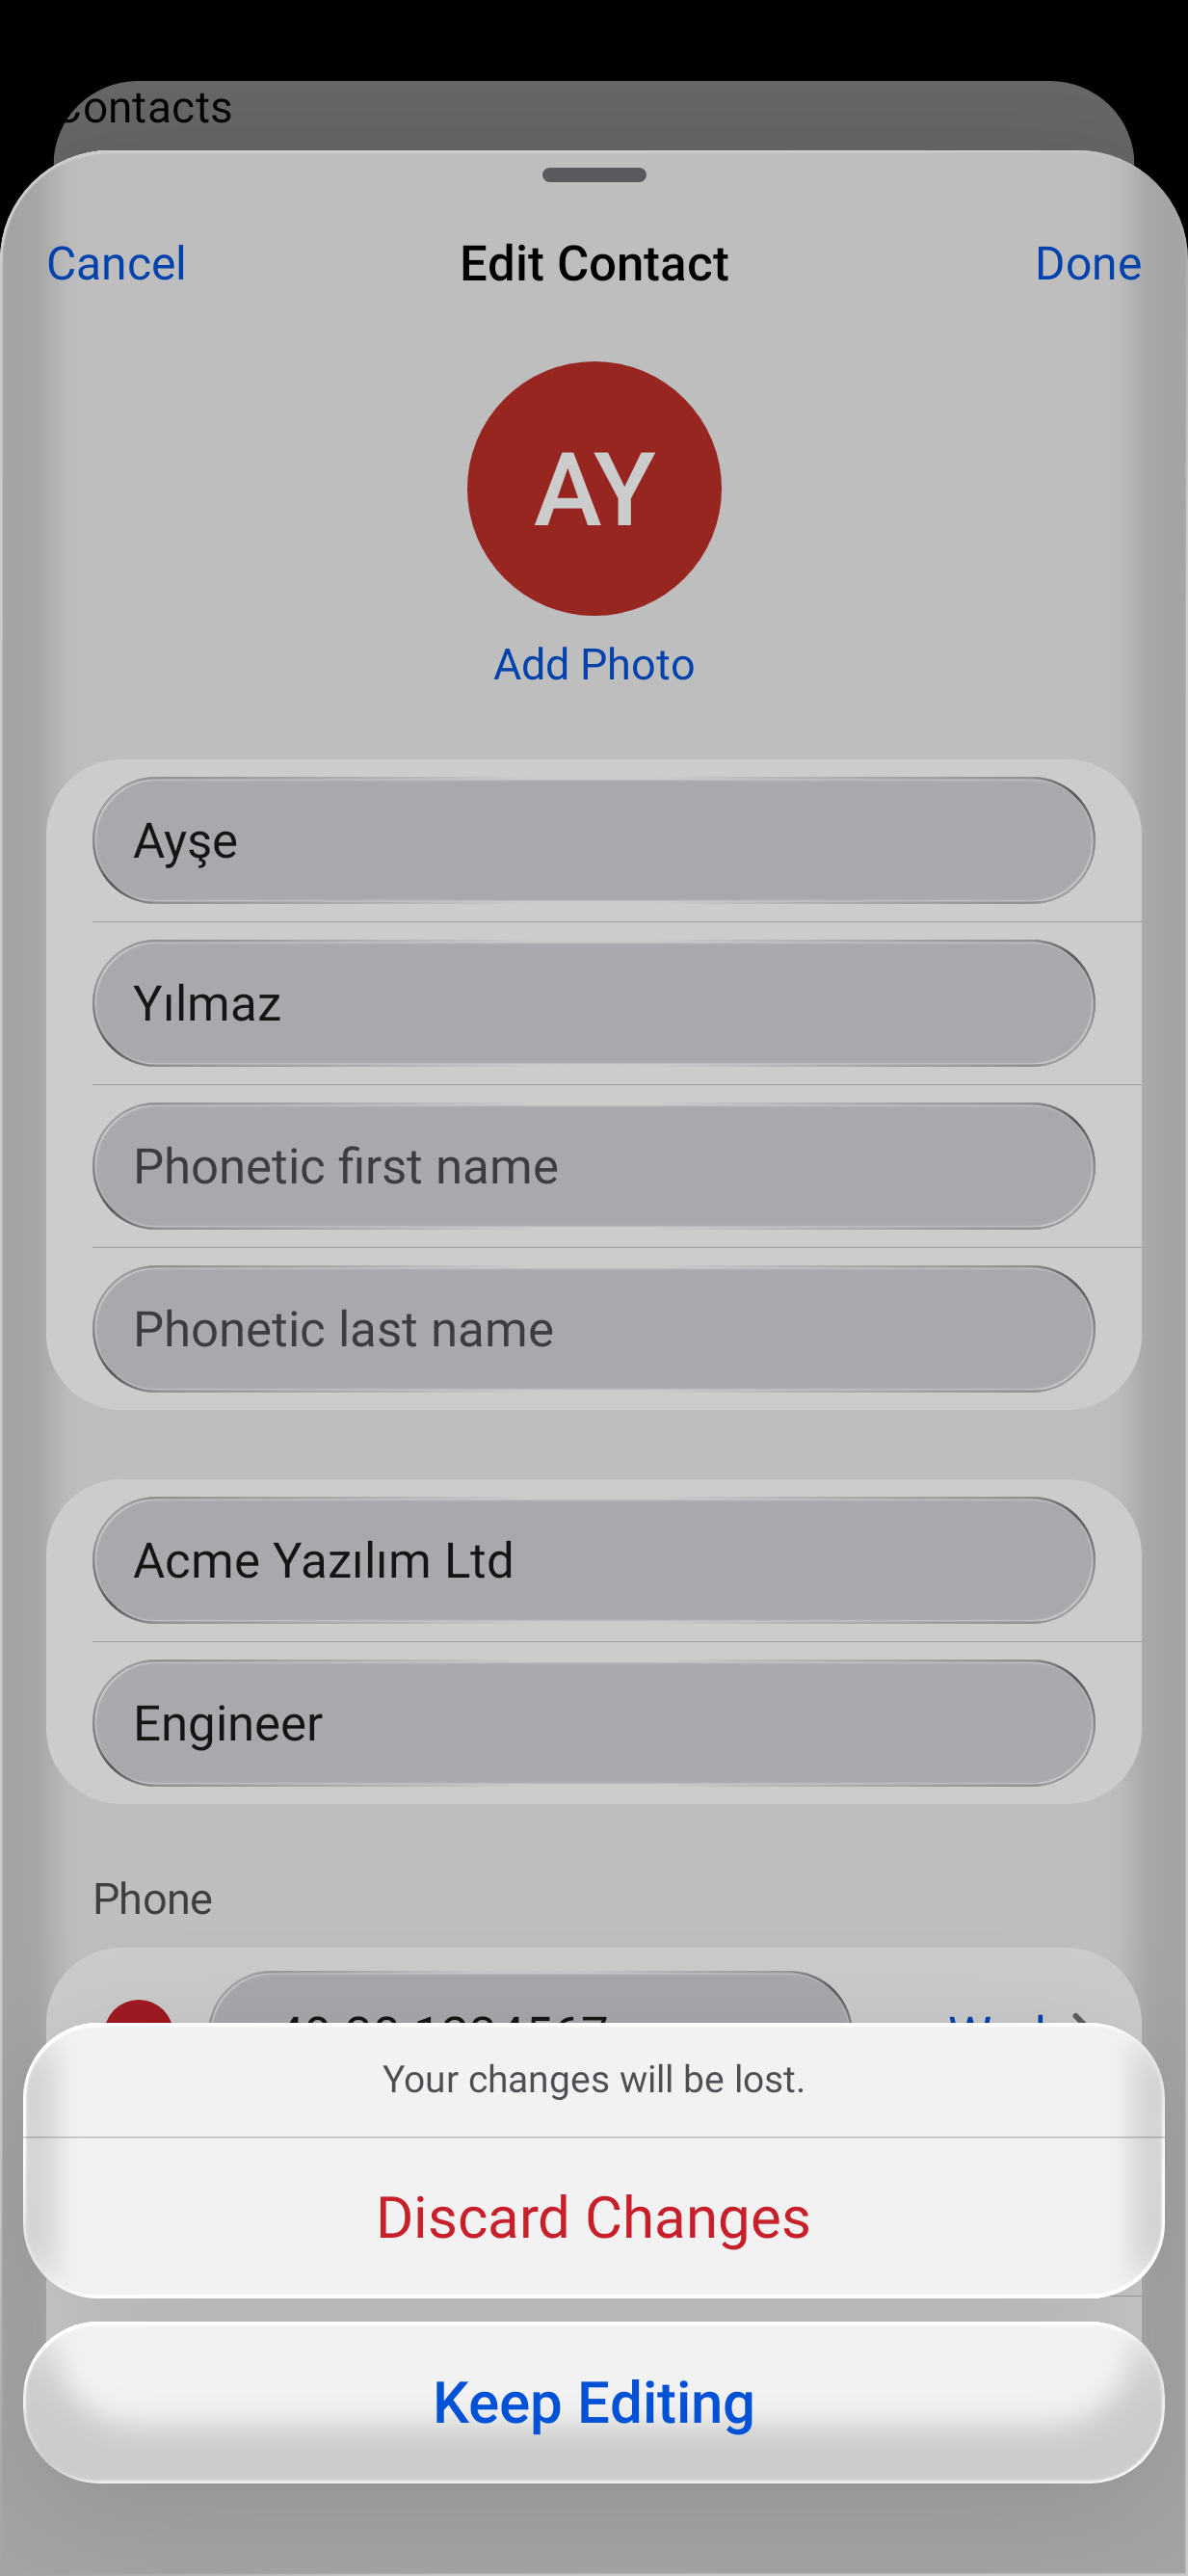 Contacts
Cancel
Edit Contact
Done
AY
Add Photo
Ayşe
Yılmaz
Phonetic first name
Phonetic last name
Acme Yazılım Ltd
Engineer
Phone
Your changes will be lost.
Discard Changes
Keep Editing